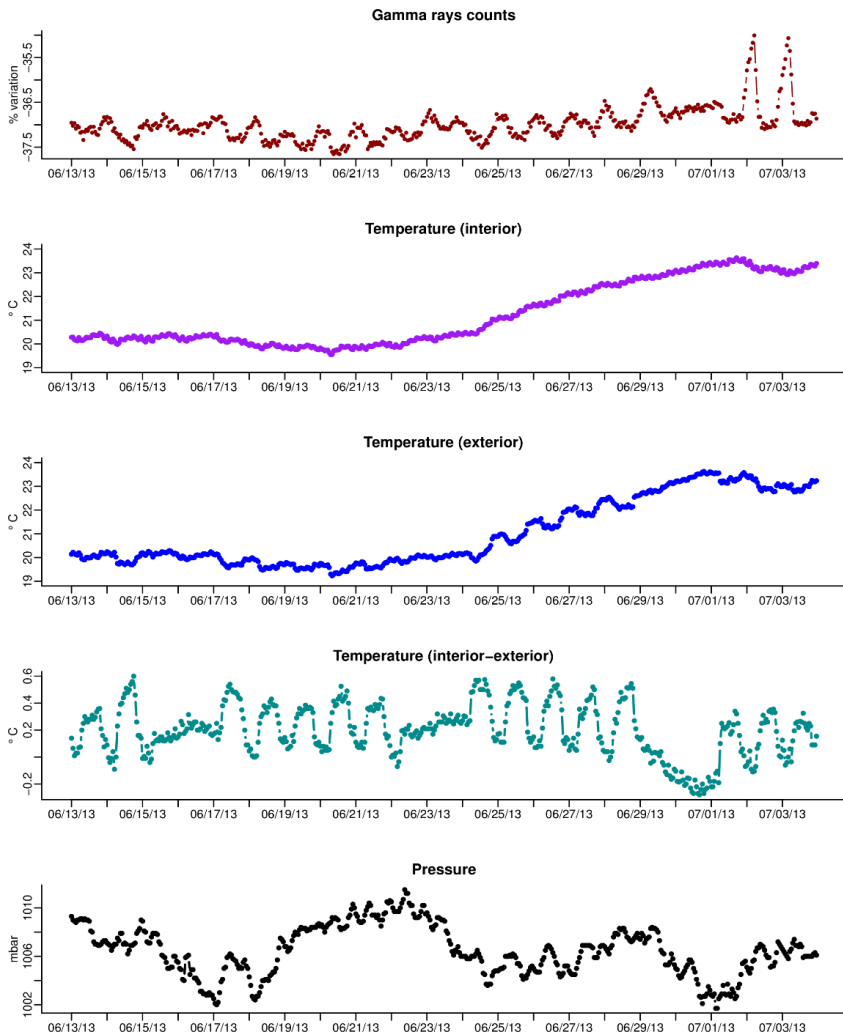 Gamma rays counts
% variation
−37.5 −36.5 −35.5
06/13/13 06/15/13 06/17/13 06/19/13 06/21/13 06/23/13 06/25/13 06/27/13 06/29/13 07/01/13 07/03/13
Temperature (interior)
° C
19 20 21 22 23 24
06/13/13 06/15/13 06/17/13 06/19/13 06/21/13 06/23/13 06/25/13 06/27/13 06/29/13 07/01/13 07/03/13
Temperature (exterior)
° C
19 20 21 22 23 24
06/13/13 06/15/13 06/17/13 06/19/13 06/21/13 06/23/13 06/25/13 06/27/13 06/29/13 07/01/13 07/03/13
Temperature (interior−exterior)
° C
−0.2 0.2 0.4 0.6
06/13/13 06/15/13 06/17/13 06/19/13 06/21/13 06/23/13 06/25/13 06/27/13 06/29/13 07/01/13 07/03/13
Pressure
mbar
1002 1006 1010
06/13/13 06/15/13 06/17/13 06/19/13 06/21/13 06/23/13 06/25/13 06/27/13 06/29/13 07/01/13 07/03/13